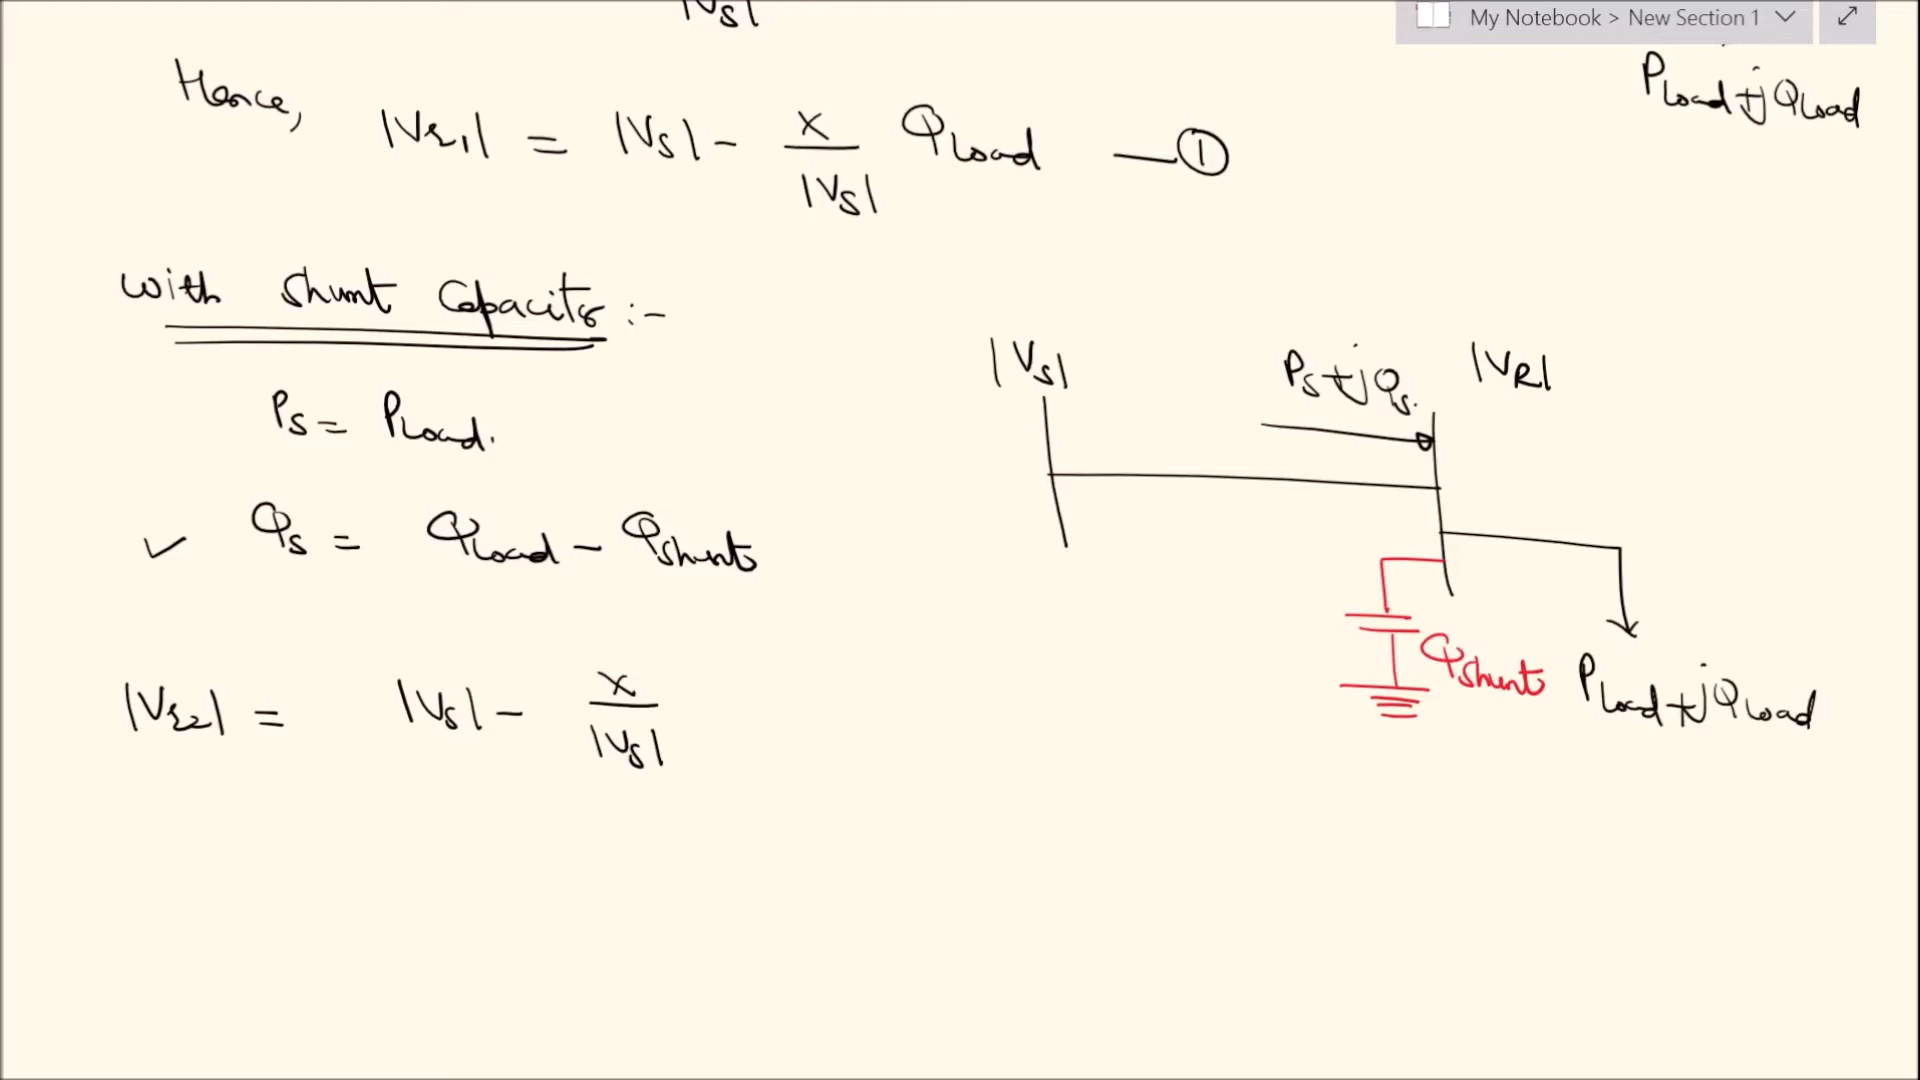 |Vs|
My Notebook > New Section 1
Pload + jQload
Hence, |Vr1| = |Vs| - X/|Vs| Qload — ①
With Shunt Capacitor :-
|Vs| Ps + jQs. |VR|
Ps = Pload.
✓ Qs = Qload - Qshunt
Qshunt Pload + jQload
|Vr2| = |Vs| - X/|Vs|